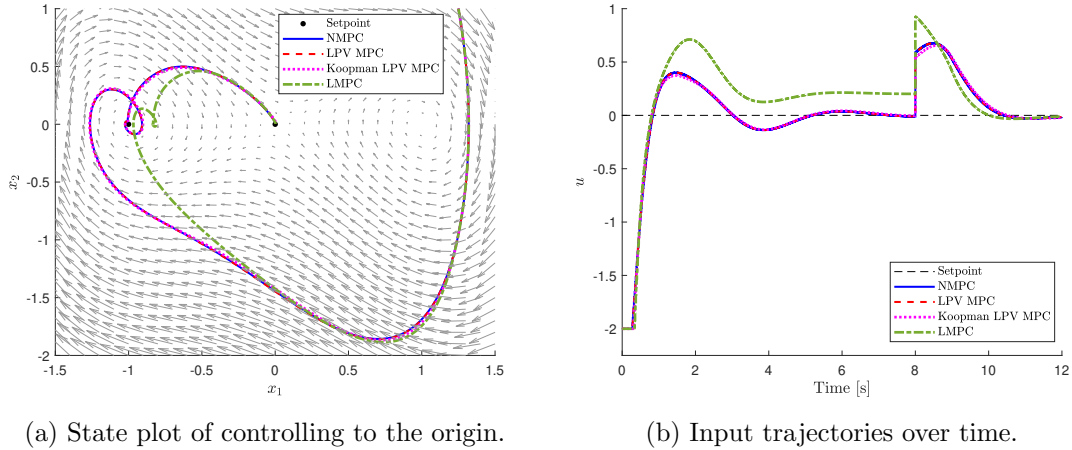 1
0.5
0
-0.5
-1
-1.5
-2
x2
-1.5 -1 -0.5 0 0.5 1 1.5
x1
Setpoint
NMPC
LPV MPC
Koopman LPV MPC
LMPC
(a) State plot of controlling to the origin.
1
0.5
0
-0.5
-1
-1.5
-2
u
0 2 4 6 8 10 12
Time [s]
Setpoint
NMPC
LPV MPC
Koopman LPV MPC
LMPC
(b) Input trajectories over time.